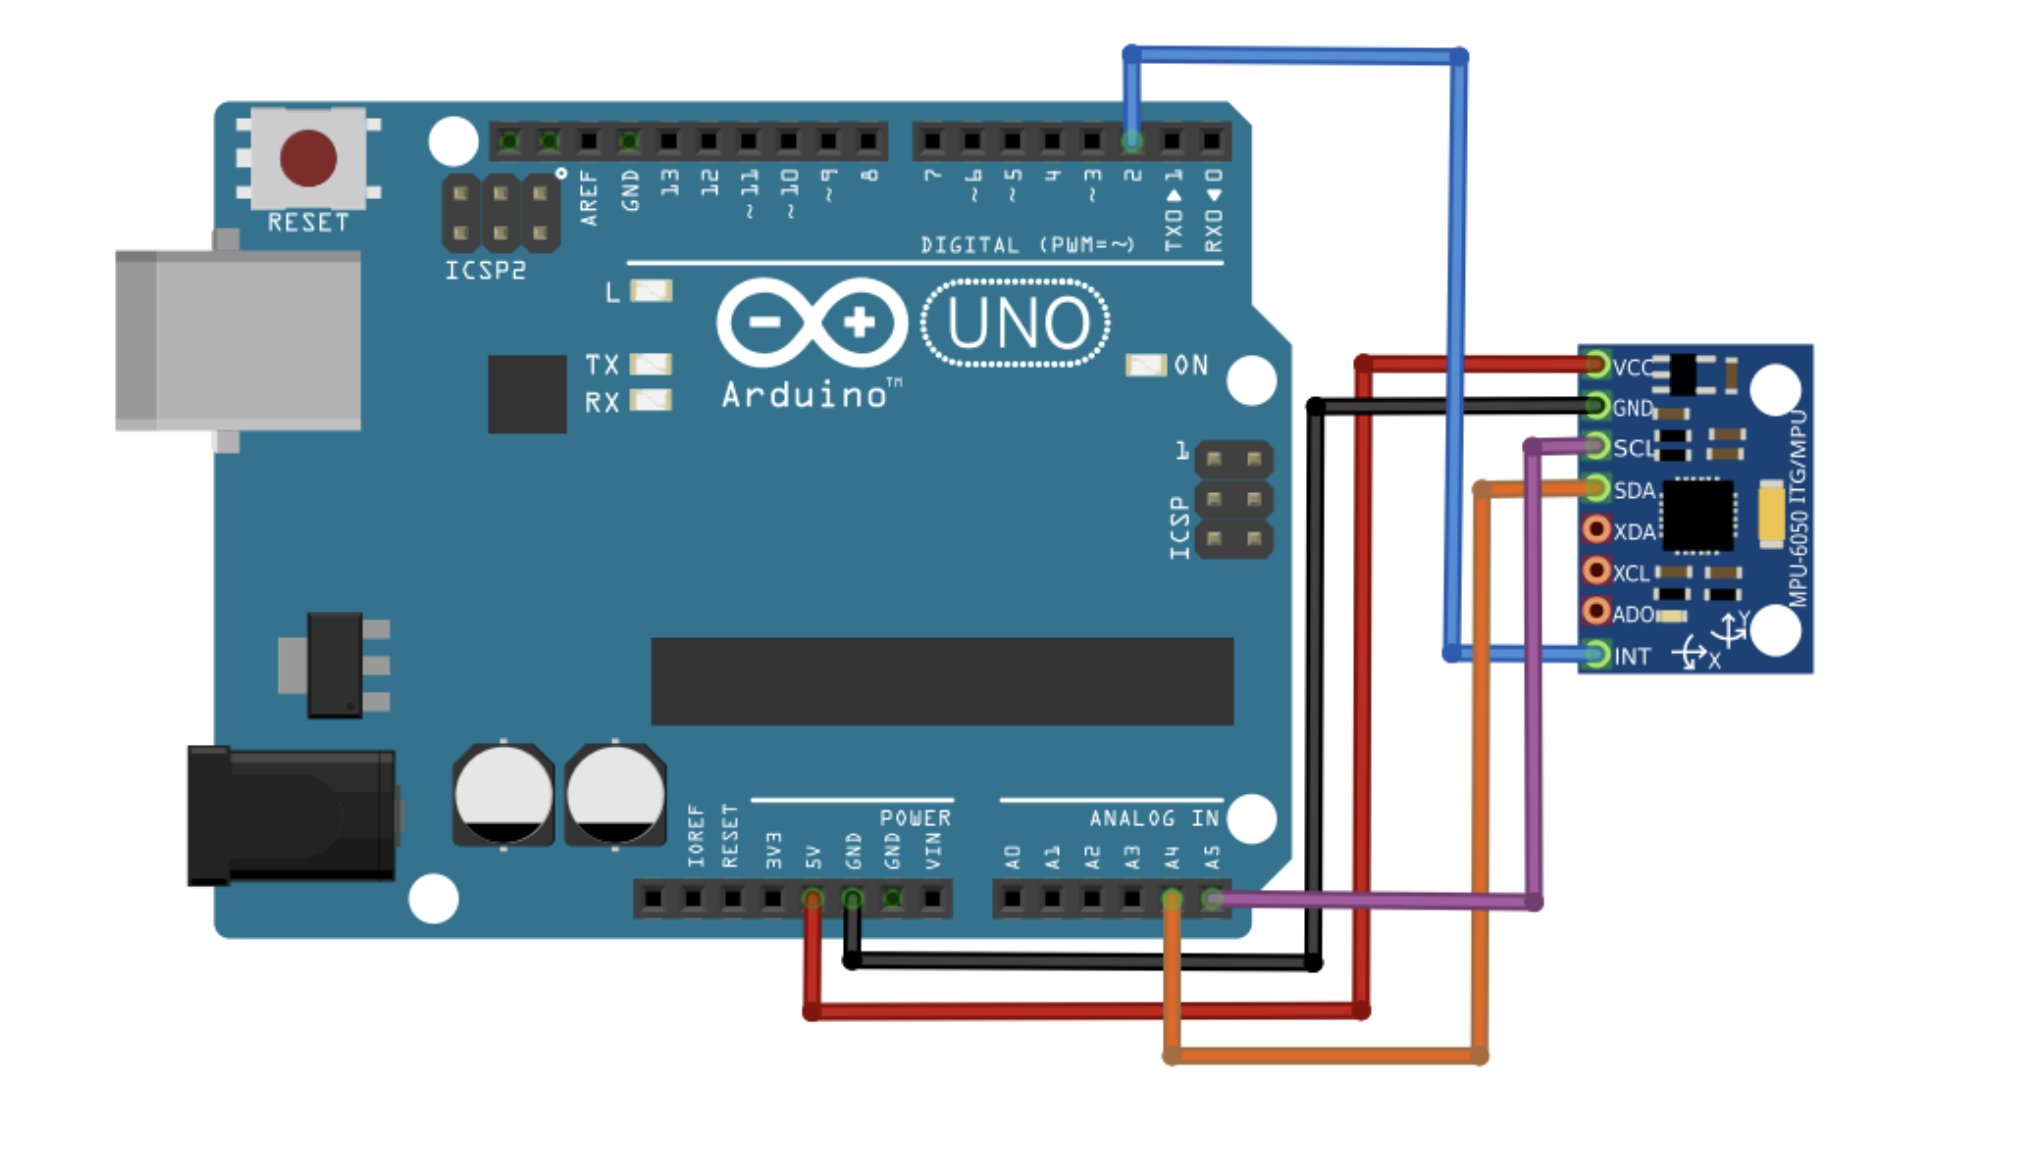 RESET
ICSP2
AREF
GND
13
12
~11
~10
~9
8
7
~6
~5
4
~3
2
TXO▶1
RXO◀0
DIGITAL (PWM=~)
L
TX
RX
UNO
Arduino™
ON
1
ICSP
VCC
GND
SCL
SDA
XDA
XCL
ADO
INT
MPU-6050 ITG/MPU
Y
X
POWER
ANALOG IN
IOREF
RESET
3V3
5V
GND
GND
VIN
A0
A1
A2
A3
A4
A5